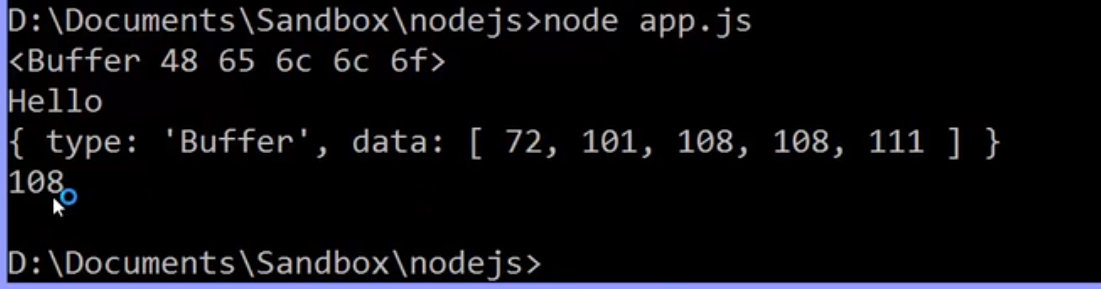 D:\Documents\Sandbox\nodejs>node app.js
<Buffer 48 65 6c 6c 6f>
Hello
{ type: 'Buffer', data: [ 72, 101, 108, 108, 111 ] }
108
D:\Documents\Sandbox\nodejs>